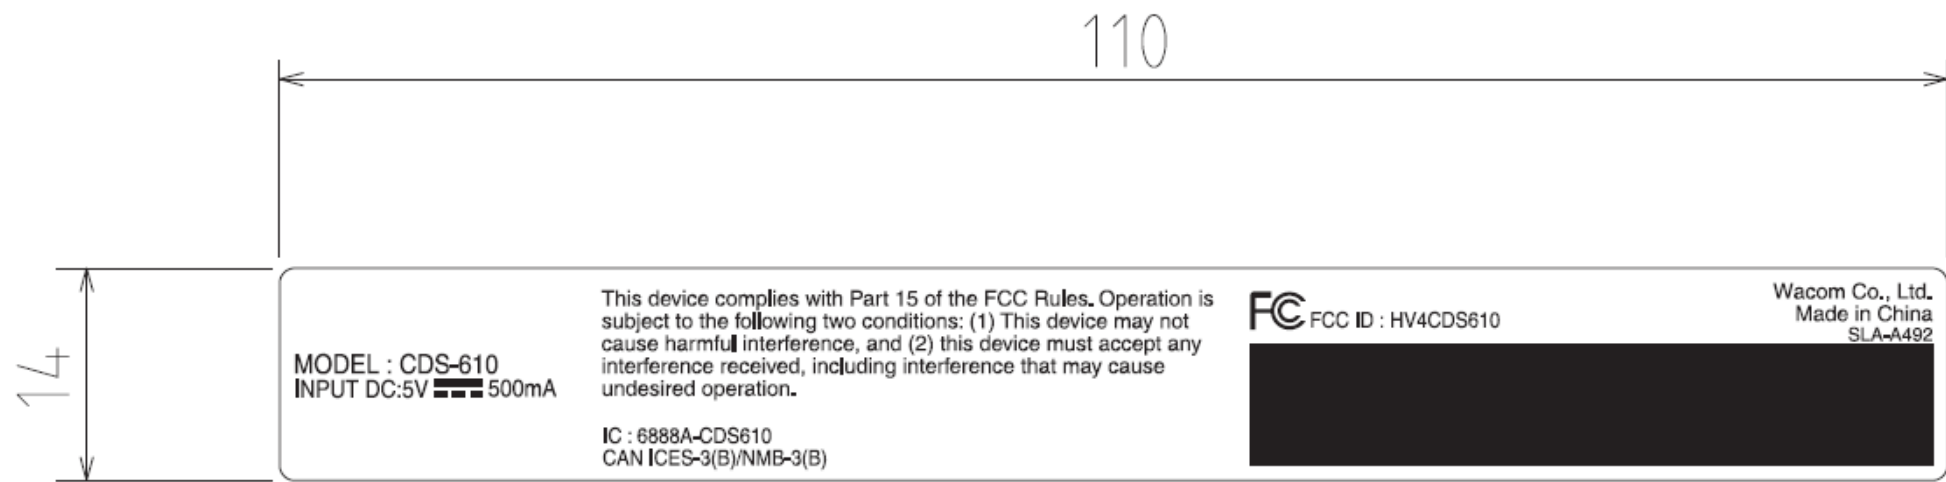 110
14
MODEL : CDS-610
INPUT DC:5V 500mA
This device complies with Part 15 of the FCC Rules. Operation is
subject to the following two conditions: (1) This device may not
cause harmful interference, and (2) this device must accept any
interference received, including interference that may cause
undesired operation.
IC : 6888A-CDS610
CAN ICES-3(B)/NMB-3(B)
FC FCC ID : HV4CDS610
Wacom Co., Ltd.
Made in China
SLA-A492